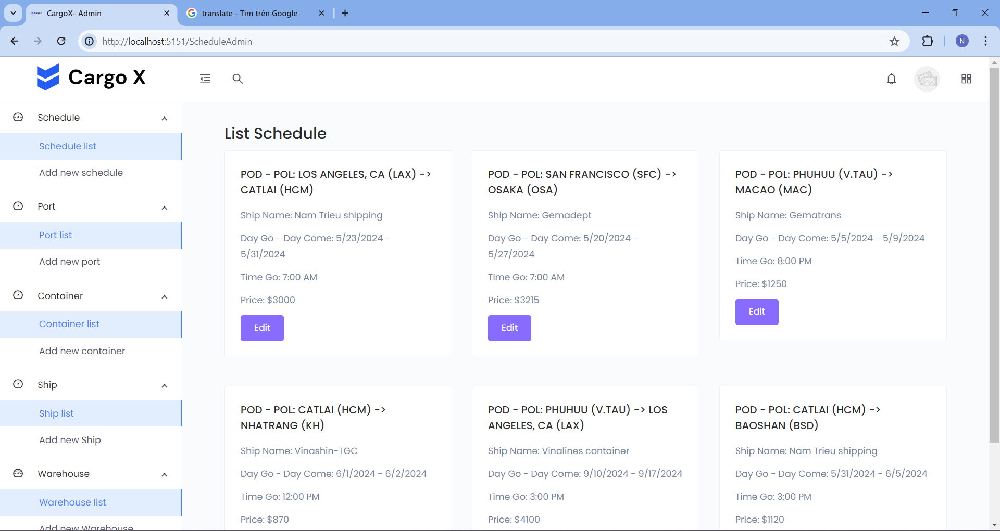 CargoX- Admin
translate - Tìm trên Google
http://localhost:5151/ScheduleAdmin
N
Cargo X
Schedule
Schedule list
Add new schedule
Port
Port list
Add new port
Container
Container list
Add new container
Ship
Ship list
Add new Ship
Warehouse
Warehouse list
Add new Warehouse
List Schedule
POD - POL: LOS ANGELES, CA (LAX) ->
CATLAI (HCM)
Ship Name: Nam Trieu shipping
Day Go - Day Come: 5/23/2024 -
5/31/2024
Time Go: 7:00 AM
Price: $3000
Edit
POD - POL: SAN FRANCISCO (SFC) ->
OSAKA (OSA)
Ship Name: Gemadept
Day Go - Day Come: 5/20/2024 -
5/27/2024
Time Go: 7:00 AM
Price: $3215
Edit
POD - POL: PHUHUU (V.TAU) ->
MACAO (MAC)
Ship Name: Gematrans
Day Go - Day Come: 5/5/2024 - 5/9/2024
Time Go: 8:00 PM
Price: $1250
Edit
POD - POL: CATLAI (HCM) ->
NHATRANG (KH)
Ship Name: Vinashin-TGC
Day Go - Day Come: 6/1/2024 - 6/2/2024
Time Go: 12:00 PM
Price: $870
POD - POL: PHUHUU (V.TAU) -> LOS
ANGELES, CA (LAX)
Ship Name: Vinalines container
Day Go - Day Come: 9/10/2024 - 9/17/2024
Time Go: 3:00 PM
Price: $4100
POD - POL: CATLAI (HCM) ->
BAOSHAN (BSD)
Ship Name: Nam Trieu shipping
Day Go - Day Come: 5/31/2024 - 6/5/2024
Time Go: 3:00 PM
Price: $1120